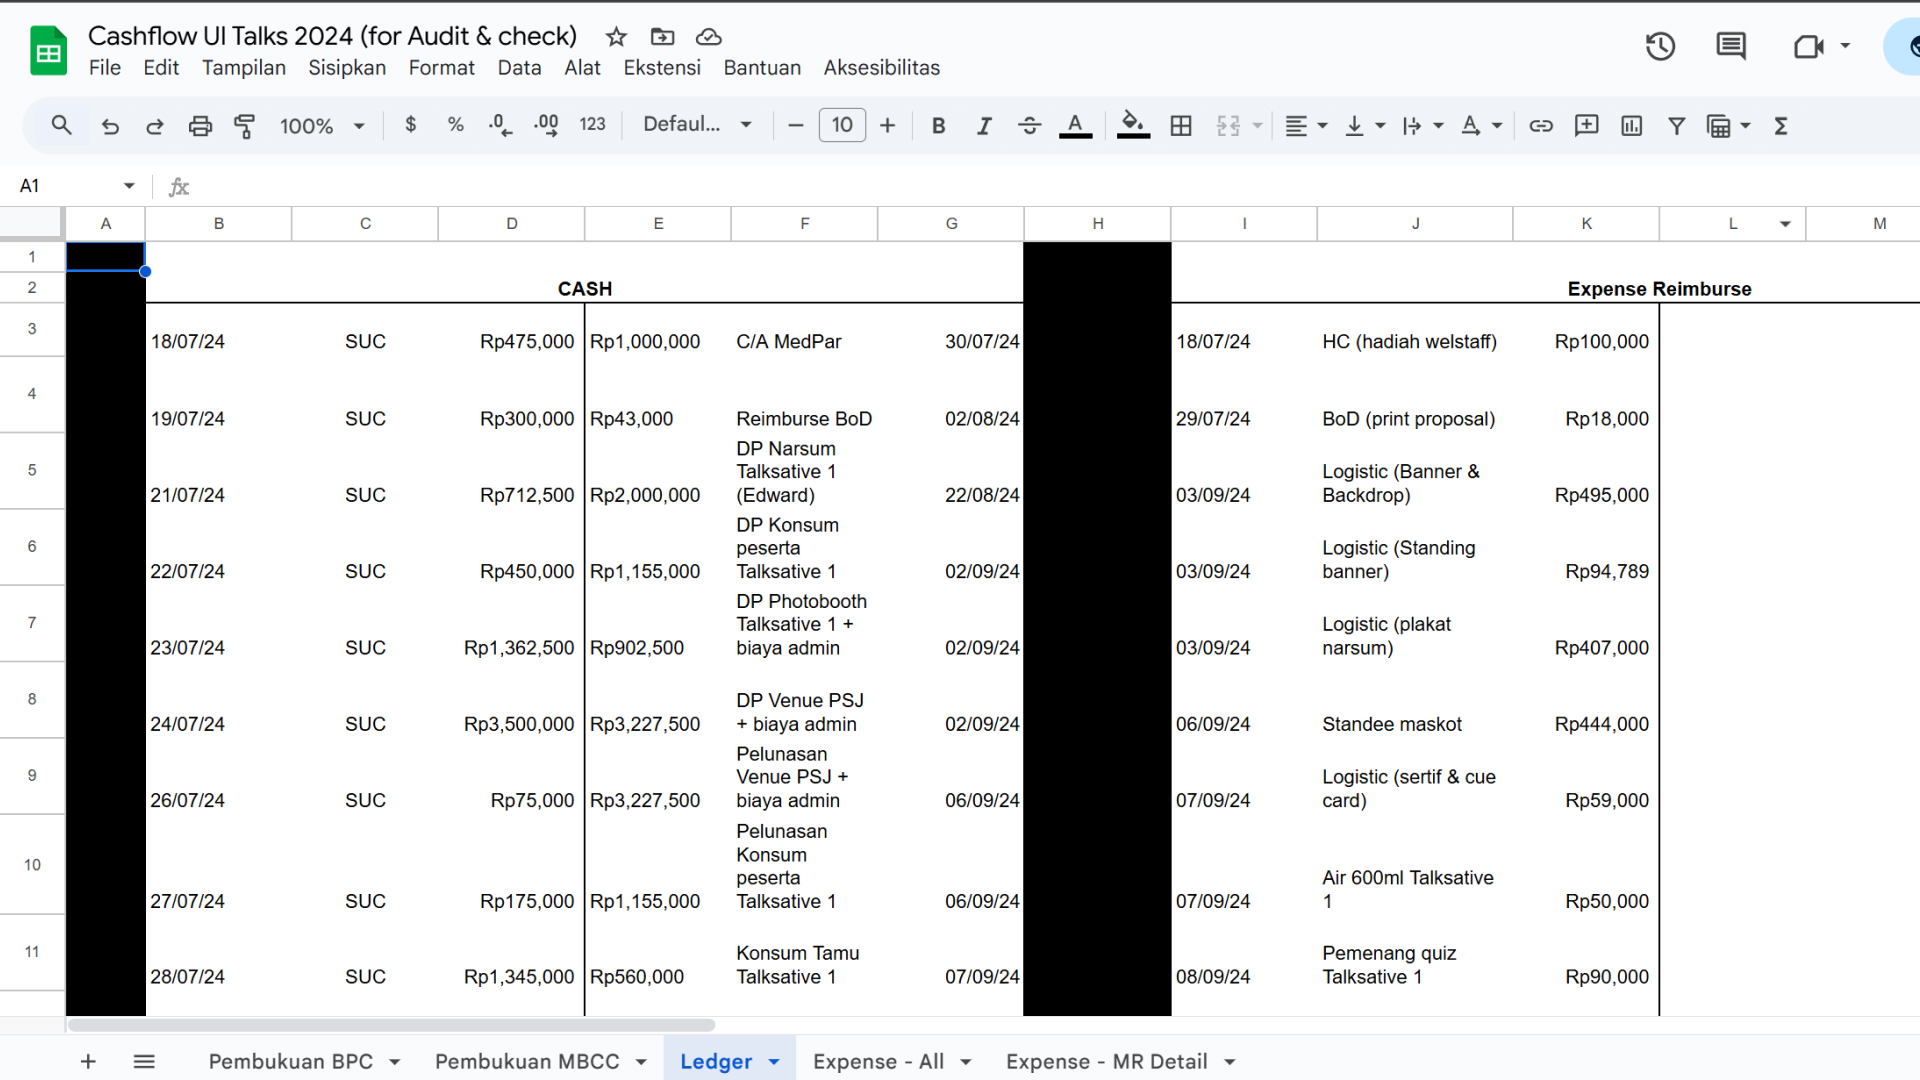 Cashflow UI Talks 2024 (for Audit & check)
File Edit Tampilan Sisipkan Format Data Alat Ekstensi Bantuan Aksesibilitas
100% $ % .0 .00 123 Defaul... − 10 + B I A A Σ
A1 fx
A B C D E F G H I J K L M
1
2 CASH Expense Reimburse
3 18/07/24 SUC Rp475,000 Rp1,000,000 C/A MedPar 30/07/24 18/07/24 HC (hadiah welstaff) Rp100,000
4 19/07/24 SUC Rp300,000 Rp43,000 Reimburse BoD 02/08/24 29/07/24 BoD (print proposal) Rp18,000
DP Narsum
Talksative 1 Logistic (Banner &
5 21/07/24 SUC Rp712,500 Rp2,000,000 (Edward) 22/08/24 03/09/24 Backdrop) Rp495,000
DP Konsum
peserta Logistic (Standing
6 22/07/24 SUC Rp450,000 Rp1,155,000 Talksative 1 02/09/24 03/09/24 banner) Rp94,789
DP Photobooth
Talksative 1 + Logistic (plakat
7 23/07/24 SUC Rp1,362,500 Rp902,500 biaya admin 02/09/24 03/09/24 narsum) Rp407,000
DP Venue PSJ
8 24/07/24 SUC Rp3,500,000 Rp3,227,500 + biaya admin 02/09/24 06/09/24 Standee maskot Rp444,000
Pelunasan
Venue PSJ + Logistic (sertif & cue
9 26/07/24 SUC Rp75,000 Rp3,227,500 biaya admin 06/09/24 07/09/24 card) Rp59,000
Pelunasan
Konsum
peserta Air 600ml Talksative
10 27/07/24 SUC Rp175,000 Rp1,155,000 Talksative 1 06/09/24 07/09/24 1 Rp50,000
Konsum Tamu Pemenang quiz
11 28/07/24 SUC Rp1,345,000 Rp560,000 Talksative 1 07/09/24 08/09/24 Talksative 1 Rp90,000
+ Pembukuan BPC Pembukuan MBCC Ledger Expense - All Expense - MR Detail